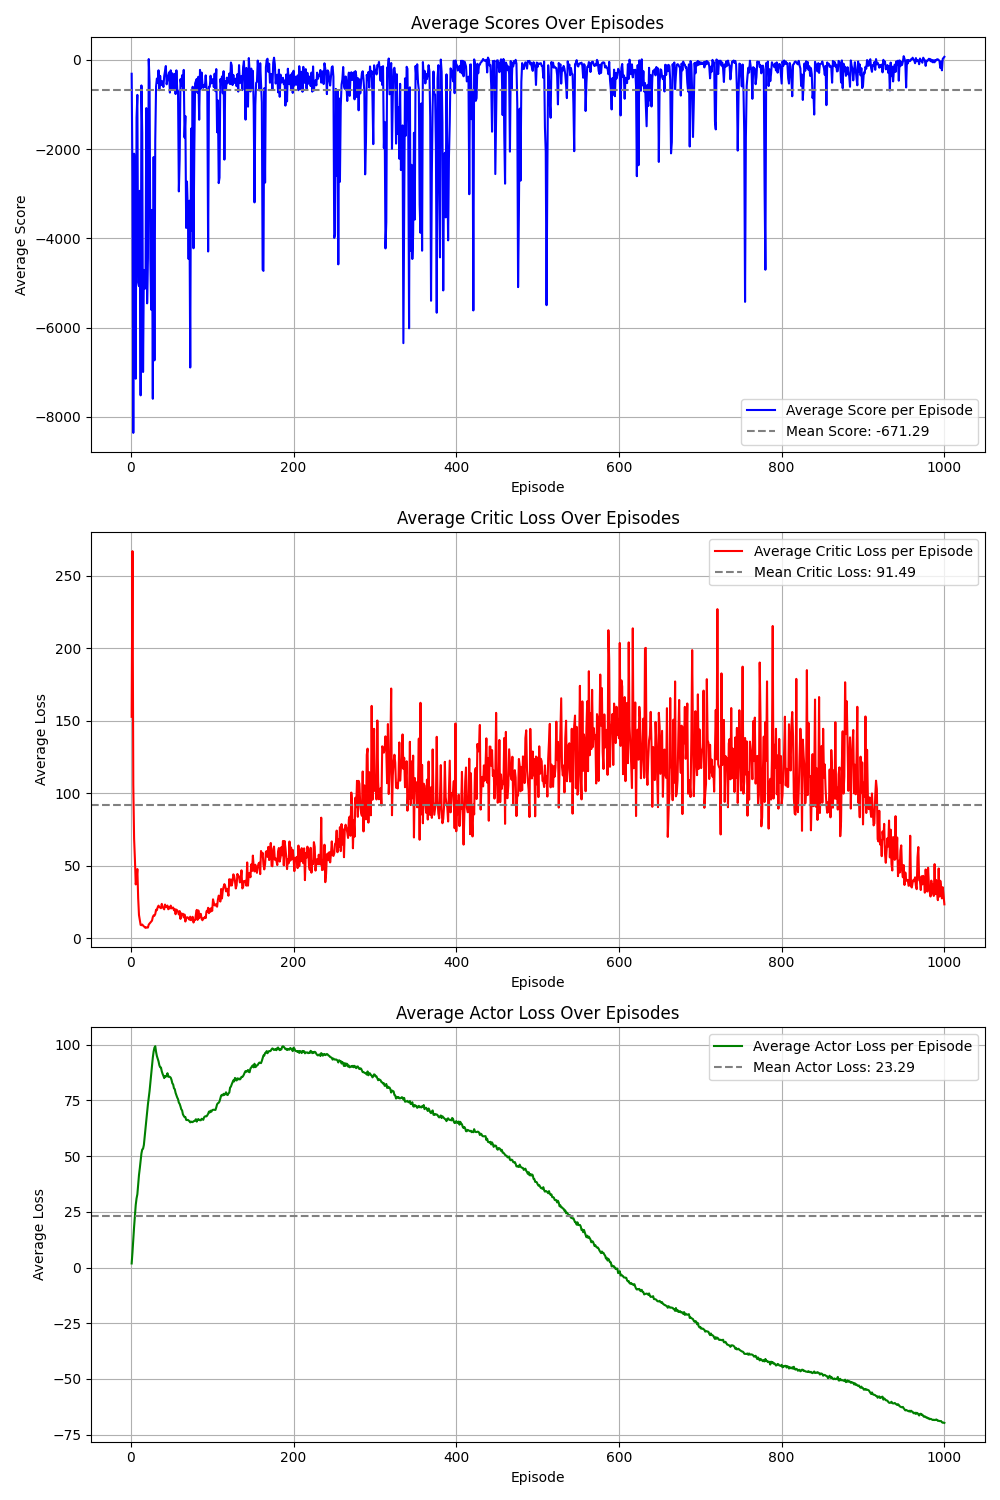 Average Scores Over Episodes
0
−2000
−4000
−6000
−8000
Average Score
Average Score per Episode
Mean Score: -671.29
0
200
400
600
800
1000
Episode
Average Critic Loss Over Episodes
250
200
150
100
50
0
Average Loss
Average Critic Loss per Episode
Mean Critic Loss: 91.49
0
200
400
600
800
1000
Episode
Average Actor Loss Over Episodes
100
75
50
25
0
−25
−50
−75
Average Loss
Average Actor Loss per Episode
Mean Actor Loss: 23.29
0
200
400
600
800
1000
Episode